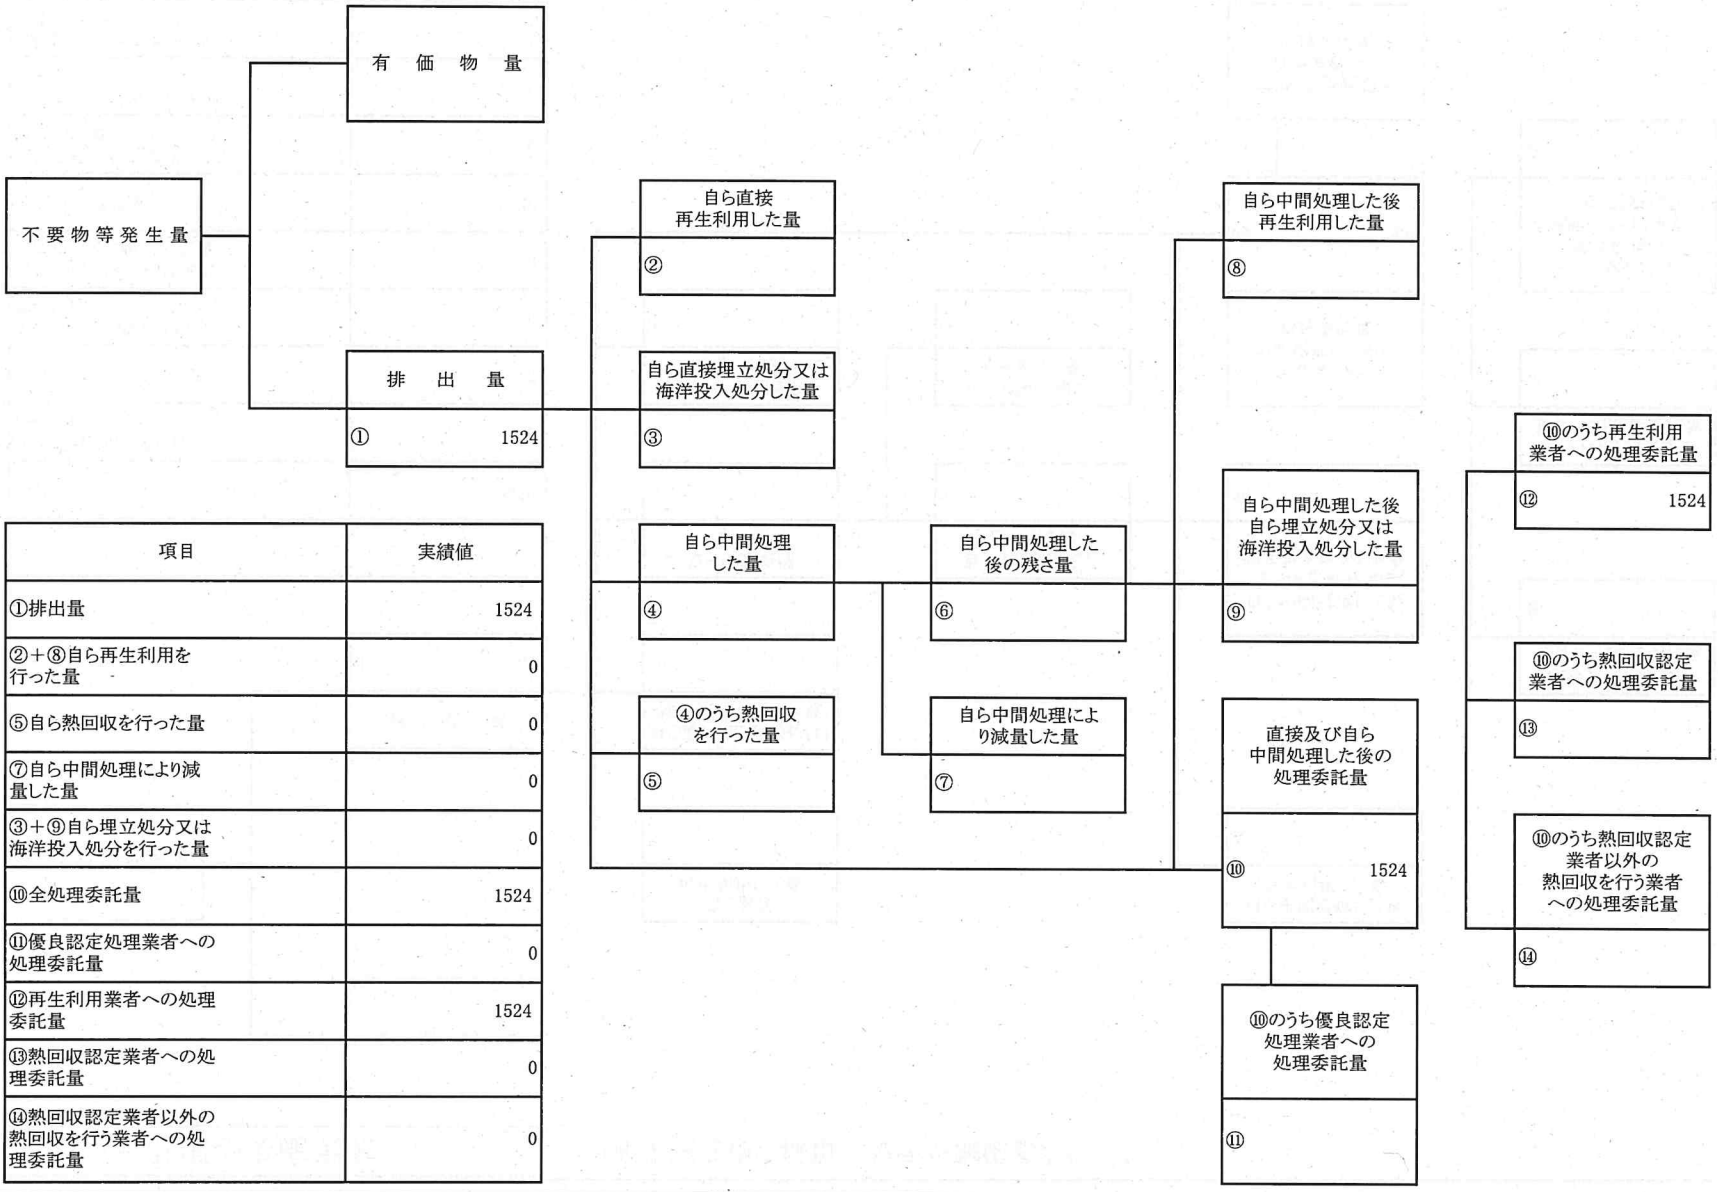 有価物量
不要物等発生量
排出量
① 1524
自ら直接
再生利用した量
②
自ら直接埋立処分又は
海洋投入処分した量
③
自ら中間処理
した量
④
④のうち熱回収
を行った量
⑤
自ら中間処理した
後の残さ量
⑥
自ら中間処理によ
り減量した量
⑦
自ら中間処理した後
再生利用した量
⑧
自ら中間処理した後
自ら埋立処分又は
海洋投入処分した量
⑨
直接及び自ら
中間処理した後の
処理委託量
⑩ 1524
⑩のうち優良認定
処理業者への
処理委託量
⑪
⑩のうち再生利用
業者への処理委託量
⑫ 1524
⑩のうち熱回収認定
業者への処理委託量
⑬
⑩のうち熱回収認定
業者以外の
熱回収を行う業者
への処理委託量
⑭
項目 実績値
①排出量 1524
②＋⑧自ら再生利用を
行った量 0
⑤自ら熱回収を行った量 0
⑦自ら中間処理により減
量した量 0
③＋⑨自ら埋立処分又は
海洋投入処分を行った量 0
⑩全処理委託量 1524
⑪優良認定処理業者への
処理委託量 0
⑫再生利用業者への処理
委託量 1524
⑬熱回収認定業者への処
理委託量 0
⑭熱回収認定業者以外の
熱回収を行う業者への処
理委託量 0